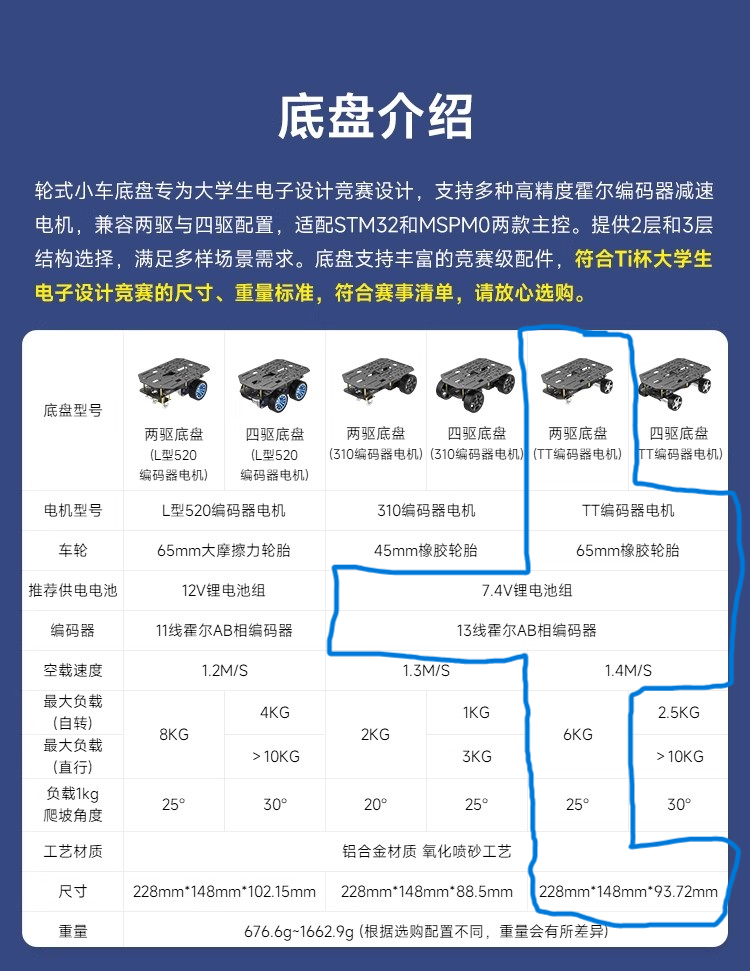 底盘介绍
轮式小车底盘专为大学生电子设计竞赛设计，支持多种高精度霍尔编码器减速
电机，兼容两驱与四驱配置，适配STM32和MSPM0两款主控。提供2层和3层
结构选择，满足多样场景需求。底盘支持丰富的竞赛级配件，符合Ti杯大学生
电子设计竞赛的尺寸、重量标准，符合赛事清单，请放心选购。
底盘型号
两驱底盘
(L型520
编码器电机)
四驱底盘
(L型520
编码器电机)
两驱底盘
(310编码器电机)
四驱底盘
(310编码器电机)
两驱底盘
(TT编码器电机)
四驱底盘
(TT编码器电机)
电机型号 L型520编码器电机 310编码器电机 TT编码器电机
车轮 65mm大摩擦力轮胎 45mm橡胶轮胎 65mm橡胶轮胎
推荐供电电池 12V锂电池组 7.4V锂电池组
编码器 11线霍尔AB相编码器 13线霍尔AB相编码器
空载速度 1.2M/S 1.3M/S 1.4M/S
最大负载
(自转)
8KG 4KG 2KG 1KG 6KG 2.5KG
最大负载
(直行)
>10KG 3KG >10KG
负载1kg
爬坡角度
25° 30° 20° 25° 25° 30°
工艺材质 铝合金材质 氧化喷砂工艺
尺寸 228mm*148mm*102.15mm 228mm*148mm*88.5mm 228mm*148mm*93.72mm
重量 676.6g~1662.9g (根据选购配置不同，重量会有所差异)